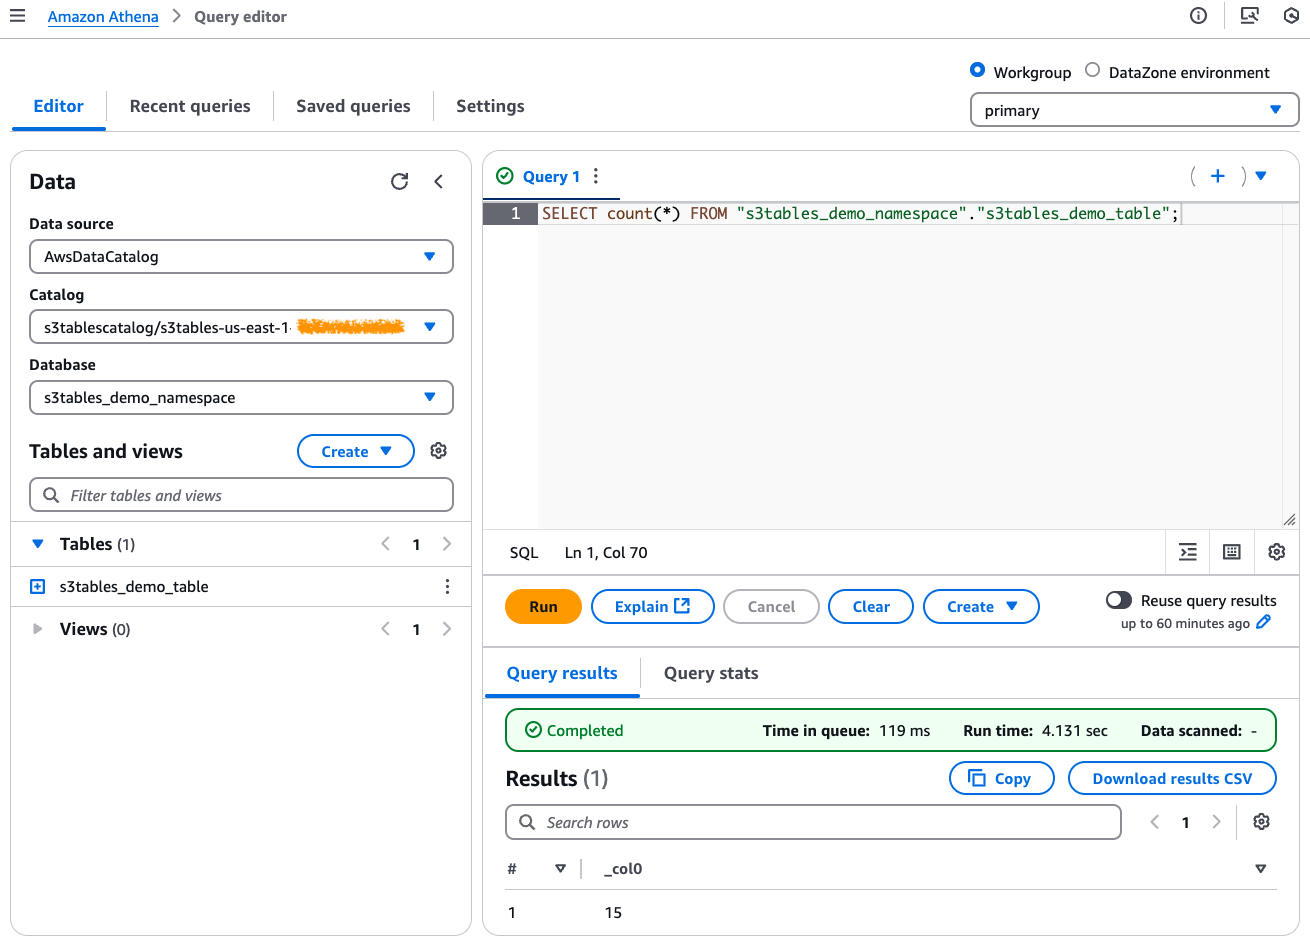 Amazon Athena > Query editor
Workgroup DataZone environment
primary
Editor Recent queries Saved queries Settings
Data
Data source
AwsDataCatalog
Catalog
s3tablescatalog/s3tables-us-east-1-
Database
s3tables_demo_namespace
Tables and views Create
Filter tables and views
Tables (1) 1
s3tables_demo_table
Views (0) 1
Query 1
1 SELECT count(*) FROM "s3tables_demo_namespace"."s3tables_demo_table";
SQL Ln 1, Col 70
Run Explain Cancel Clear Create
Reuse query results
up to 60 minutes ago
Query results Query stats
Completed Time in queue: 119 ms Run time: 4.131 sec Data scanned: -
Results (1) Copy Download results CSV
Search rows 1
# _col0
1 15